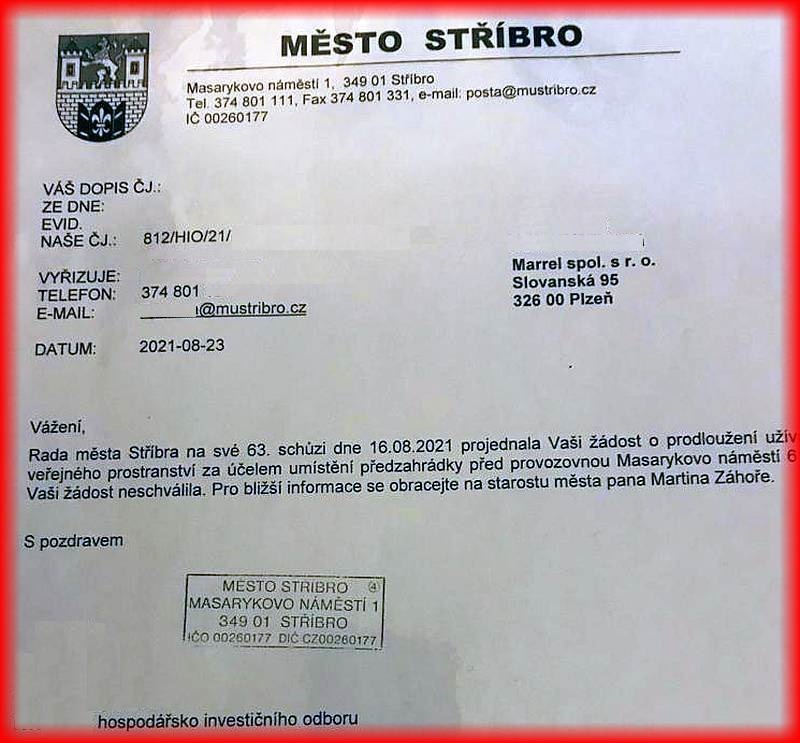 MĚSTO STŘÍBRO
Masarykovo náměstí 1, 349 01 Stříbro
Tel. 374 801 111, Fax 374 801 331, e-mail: posta@mustribro.cz
IČ 00260177
VÁŠ DOPIS ČJ.:
ZE DNE:
EVID.
NAŠE ČJ.: 812/HIO/21/
VYŘIZUJE:
TELEFON: 374 801
E-MAIL: @mustribro.cz
DATUM: 2021-08-23
Marrel spol. s r. o.
Slovanská 95
326 00 Plzeň
Vážení,
Rada města Stříbra na své 63. schůzi dne 16.08.2021 projednala Vaši žádost o prodloužení užív
veřejného prostranství za účelem umístění předzahrádky před provozovnou Masarykovo náměstí 6
Vaši žádost neschválila. Pro bližší informace se obracejte na starostu města pana Martina Záhoře.
S pozdravem
MĚSTO STŘÍBRO 4
MASARYKOVO NÁMĚSTÍ 1
349 01 STŘÍBRO
IČO 00260177 DIČ CZ00260177
hospodářsko investičního odboru